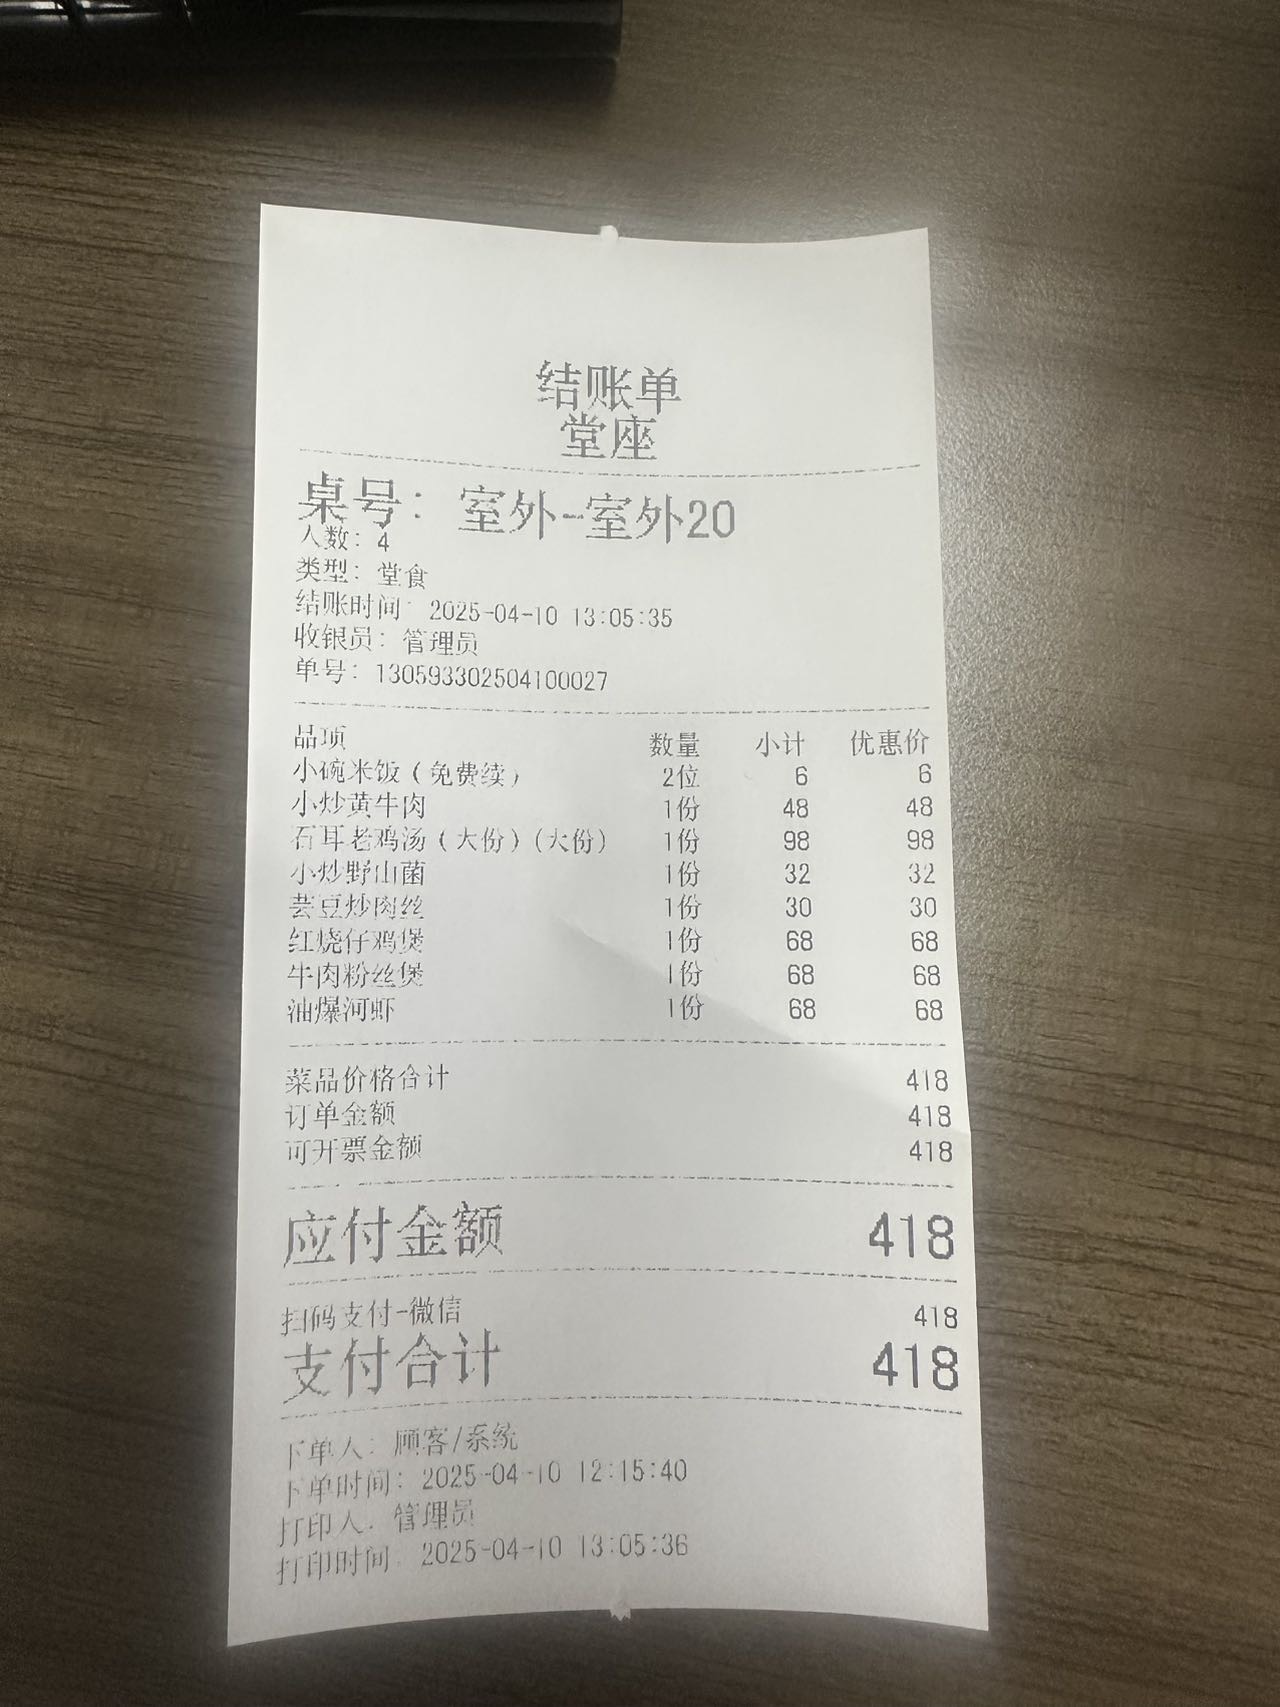 结账单
堂座
桌号：室外-室外20
人数：4
类型：堂食
结账时间：2025-04-10 13:05:35
收银员：管理员
单号：130593302504100027
品项 数量 小计 优惠价
小碗米饭（免费续） 2位 6 6
小炒黄牛肉 1份 48 48
石耳老鸡汤（大份）(大份) 1份 98 98
小炒野山菌 1份 32 32
芸豆炒肉丝 1份 30 30
红烧仔鸡煲 1份 68 68
牛肉粉丝煲 1份 68 68
油爆河虾 1份 68 68
菜品价格合计 418
订单金额 418
可开票金额 418
应付金额 418
扫码支付-微信 418
支付合计 418
下单人：顾客/系统
下单时间：2025-04-10 12:15:40
打印人：管理员
打印时间：2025-04-10 13:05:36